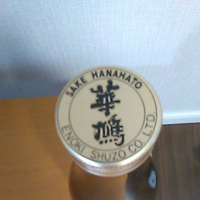 SAKE HANAHATO
華鳩
ENOKI SHUZO CO. LTD.